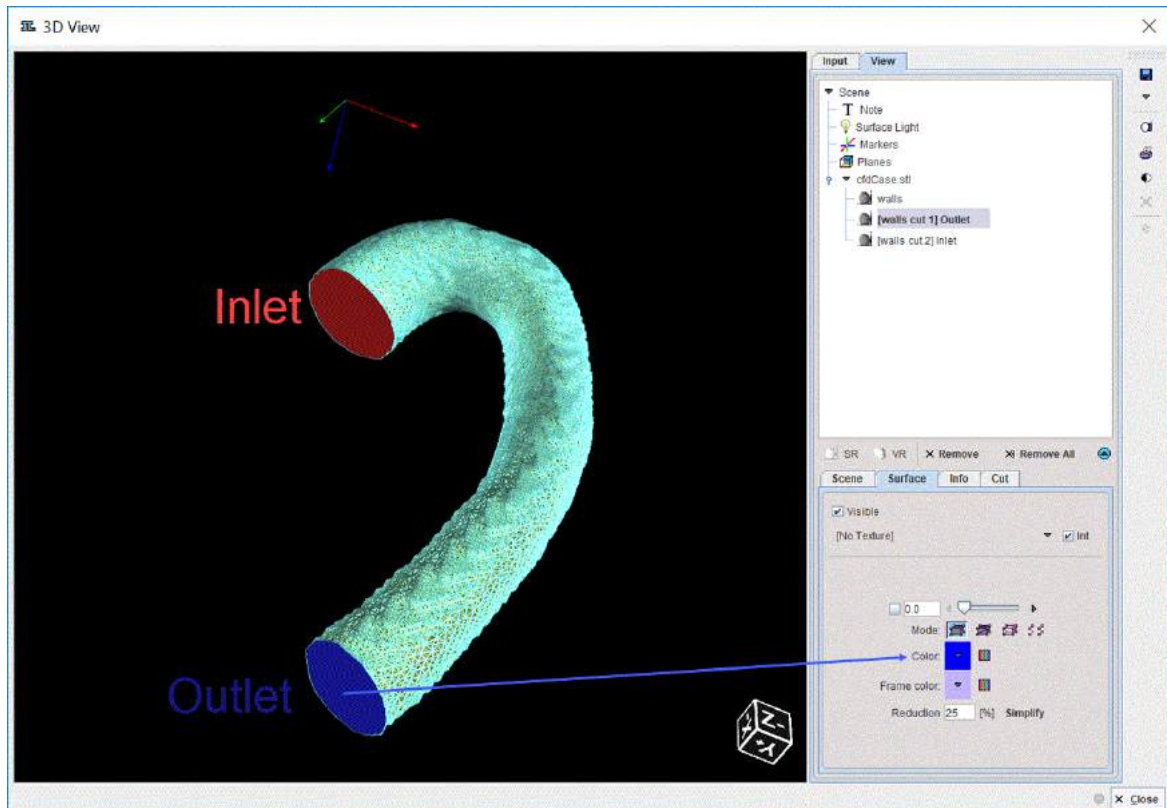 3D View
Input View
Scene
Note
Surface Light
Markers
Planes
cfdCase.stl
walls
[walls cut 1] Outlet
[walls cut 2] Inlet
Inlet
Outlet
SR VR Remove Remove All
Scene Surface Info Cut
Visible
[No Texture] Int
0.0
Mode:
Color:
Frame color:
Reduction 25 [%] Simplify
Close